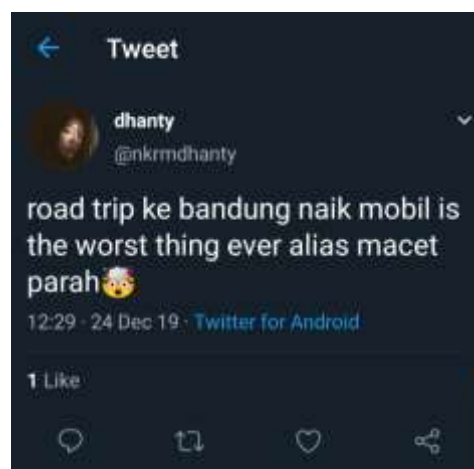 Tweet
dhanty
@nkrmdhanty
road trip ke bandung naik mobil is
the worst thing ever alias macet
parah🤯
12:29 · 24 Dec 19 · Twitter for Android
1 Like